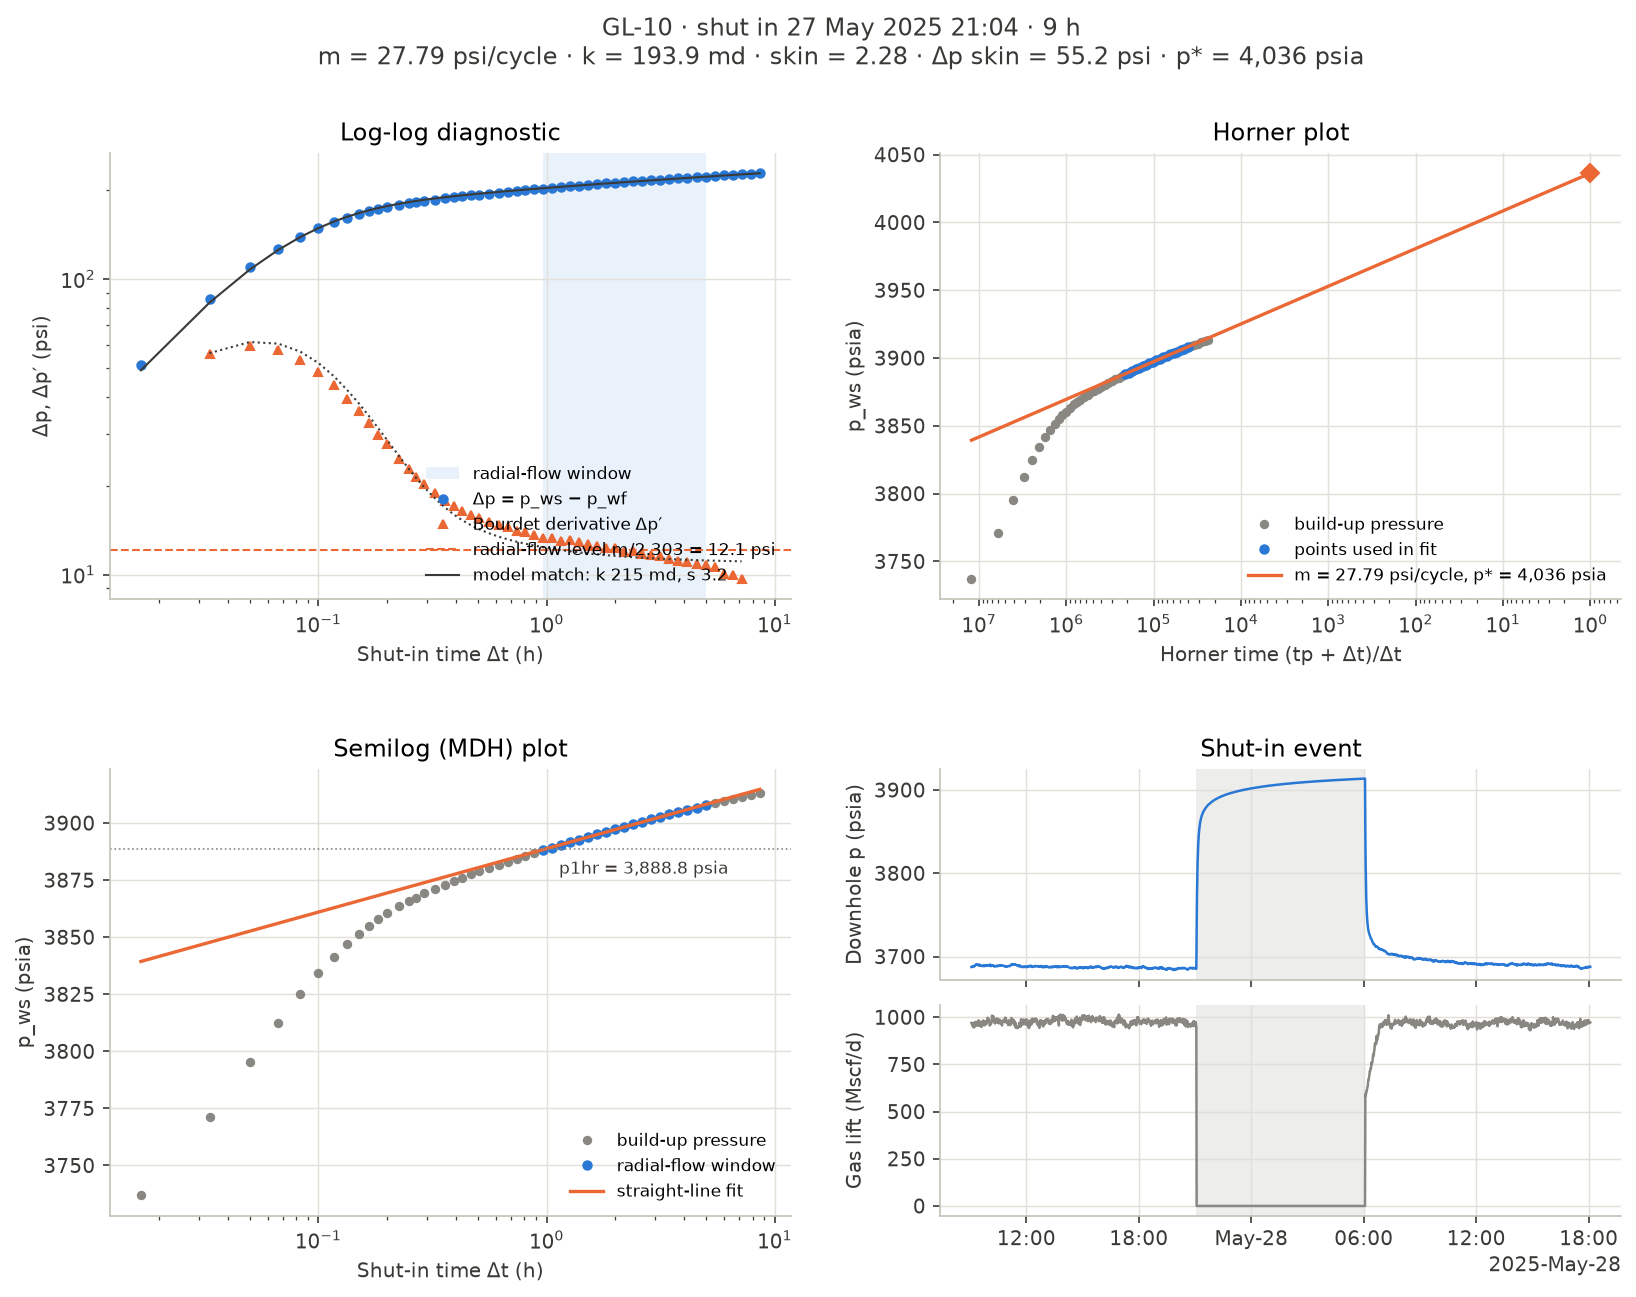 GL-10 · shut in 27 May 2025 21:04 · 9 h
m = 27.79 psi/cycle · k = 193.9 md · skin = 2.28 · Δp skin = 55.2 psi · p* = 4,036 psia
Log-log diagnostic
Δp, Δp′ (psi)
10²
10¹
radial-flow window
Δp = p_ws − p_wf
Bourdet derivative Δp′
radial-flow level m/2.303 = 12.1 psi
model match: k 215 md, s 3.2
10⁻¹
10⁰
10¹
Shut-in time Δt (h)
Horner plot
p_ws (psia)
4050
4000
3950
3900
3850
3800
3750
build-up pressure
points used in fit
m = 27.79 psi/cycle, p* = 4,036 psia
10⁷
10⁶
10⁵
10⁴
10³
10²
10¹
10⁰
Horner time (tp + Δt)/Δt
Semilog (MDH) plot
p_ws (psia)
3900
3875
3850
3825
3800
3775
3750
p1hr = 3,888.8 psia
build-up pressure
radial-flow window
straight-line fit
10⁻¹
10⁰
10¹
Shut-in time Δt (h)
Shut-in event
Downhole p (psia)
3900
3800
3700
Gas lift (Mscf/d)
1000
750
500
250
0
12:00
18:00
May-28
06:00
12:00
18:00
2025-May-28